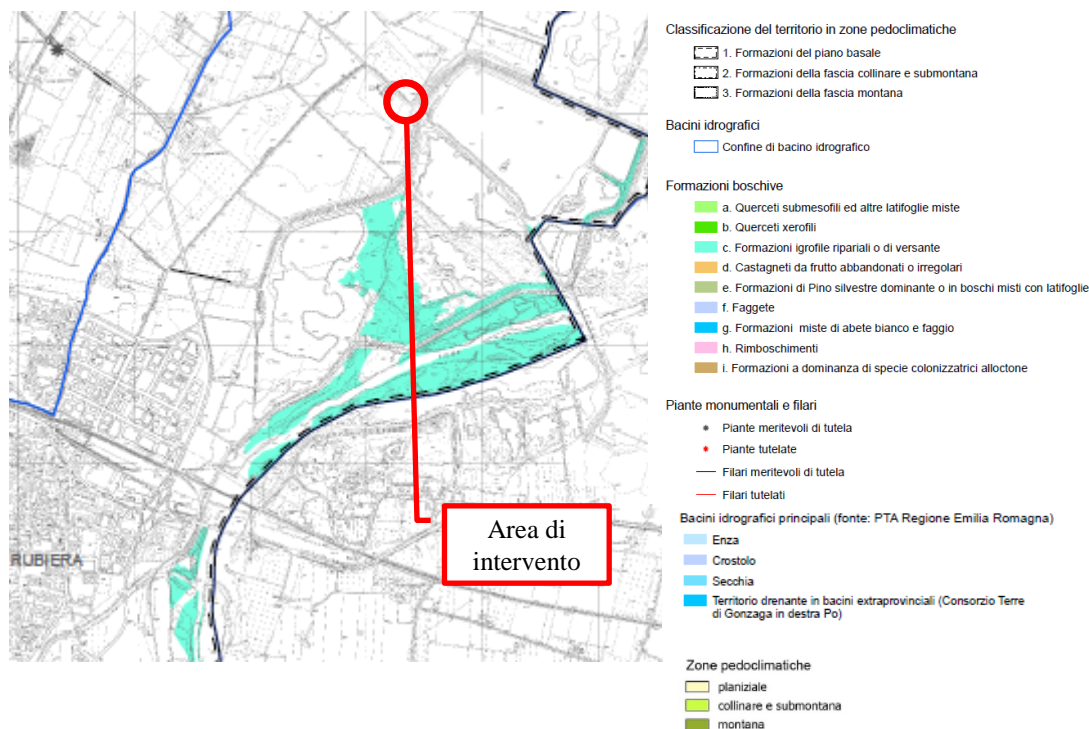 RUBIERA
Area di
intervento
Classificazione del territorio in zone pedoclimatiche
1. Formazioni del piano basale
2. Formazioni della fascia collinare e submontana
3. Formazioni della fascia montana
Bacini idrografici
Confine di bacino idrografico
Formazioni boschive
a. Querceti submesofili ed altre latifoglie miste
b. Querceti xerofili
c. Formazioni igrofile ripariali o di versante
d. Castagneti da frutto abbandonati o irregolari
e. Formazioni di Pino silvestre dominante o in boschi misti con latifoglie
f. Faggete
g. Formazioni miste di abete bianco e faggio
h. Rimboschimenti
i. Formazioni a dominanza di specie colonizzatrici alloctone
Piante monumentali e filari
Piante meritevoli di tutela
Piante tutelate
Filari meritevoli di tutela
Filari tutelati
Bacini idrografici principali (fonte: PTA Regione Emilia Romagna)
Enza
Crostolo
Secchia
Territorio drenante in bacini extraprovinciali (Consorzio Terre
di Gonzaga in destra Po)
Zone pedoclimatiche
planiziale
collinare e submontana
montana